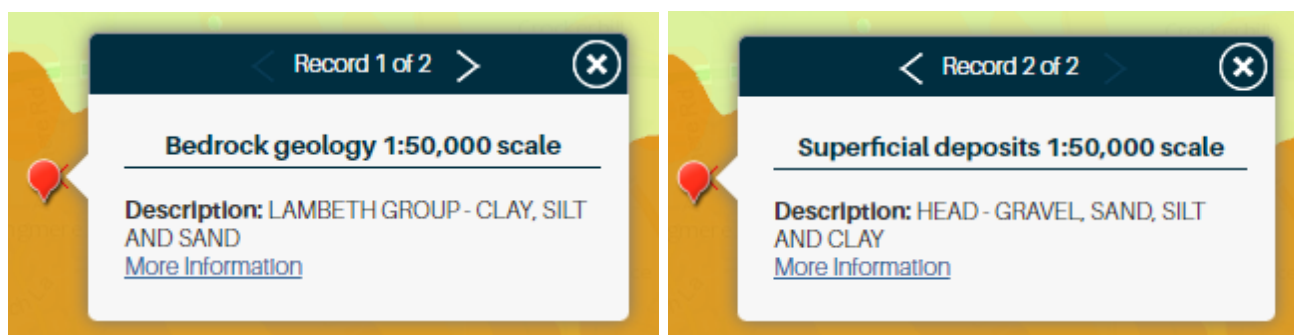 Record 1 of 2
Bedrock geology 1:50,000 scale
Description: LAMBETH GROUP - CLAY, SILT
AND SAND
More Information
Record 2 of 2
Superficial deposits 1:50,000 scale
Description: HEAD - GRAVEL, SAND, SILT
AND CLAY
More Information